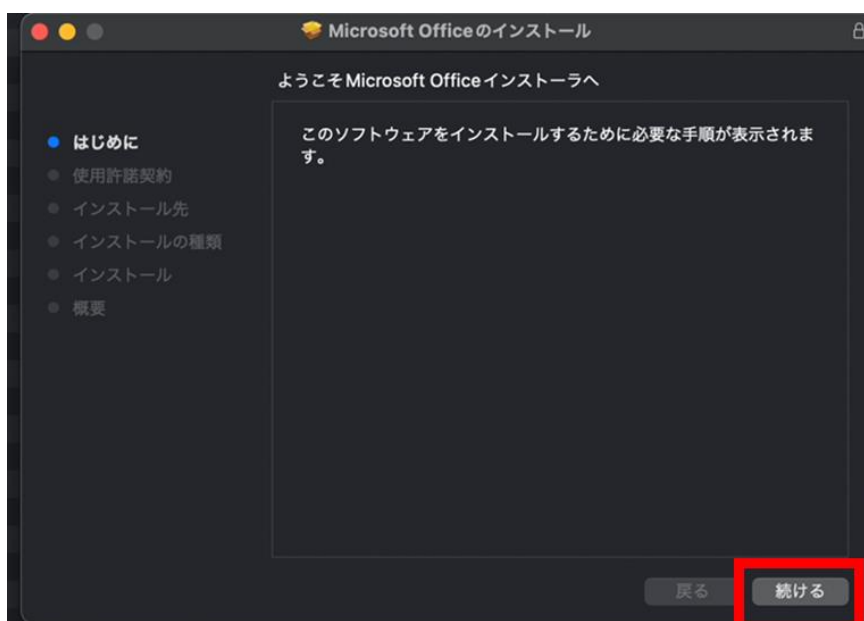 Microsoft Officeのインストール
ようこそMicrosoft Officeインストーラへ
はじめに
使用許諾契約
インストール先
インストールの種類
インストール
概要
このソフトウェアをインストールするために必要な手順が表示されま
す。
戻る
続ける